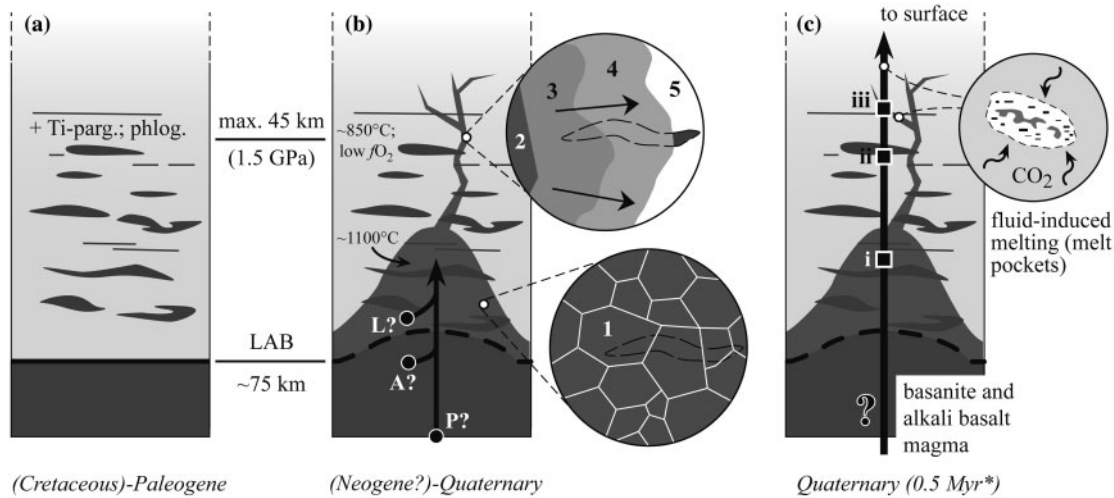 (a)
+ Ti-parg.; phlog.
max. 45 km
(1.5 GPa)
LAB
~75 km
(Cretaceous)-Paleogene
(b)
~850°C;
low fO₂
~1100°C
L?
A?
P?
2
3
4
5
1
(Neogene?)-Quaternary
to surface
(c)
iii
ii
i
CO₂
fluid-induced
melting (melt
pockets)
?
basanite and
alkali basalt
magma
Quaternary (0.5 Myr*)